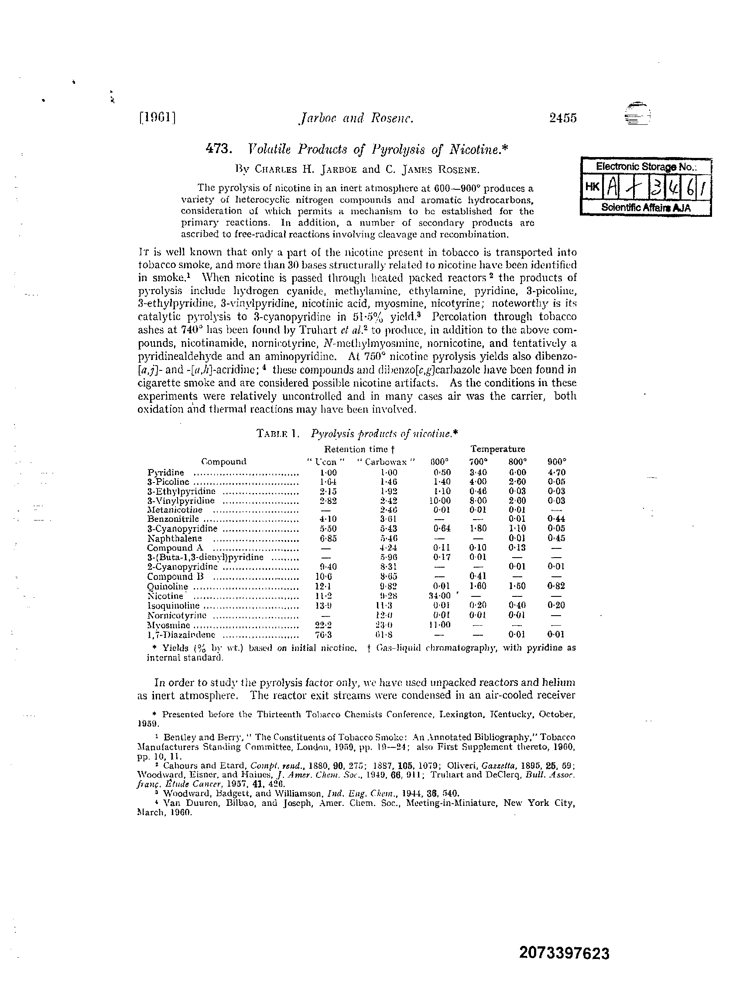 [1961] Jarboe and Rosene. 2455
473. Volatile Products of Pyrolysis of Nicotine.*
By CHARLES H. JARBOE and C. JAMES ROSENE.
Electronic Storage No.:
HK A + 3461
Scientific Affairs AJA
The pyrolysis of nicotine in an inert atmosphere at 600—900° produces a
variety of heterocyclic nitrogen compounds and aromatic hydrocarbons,
consideration of which permits a mechanism to be established for the
primary reactions. In addition, a number of secondary products are
ascribed to free-radical reactions involving cleavage and recombination.
IT is well known that only a part of the nicotine present in tobacco is transported into
tobacco smoke, and more than 30 bases structurally related to nicotine have been identified
in smoke.¹ When nicotine is passed through heated packed reactors ² the products of
pyrolysis include hydrogen cyanide, methylamine, ethylamine, pyridine, 3-picoline,
3-ethylpyridine, 3-vinylpyridine, nicotinic acid, myosmine, nicotyrine; noteworthy is its
catalytic pyrolysis to 3-cyanopyridine in 51·5% yield.³ Percolation through tobacco
ashes at 740° has been found by Truhart et al.² to produce, in addition to the above com-
pounds, nicotinamide, nornicotyrine, N-methylmyosmine, nornicotine, and tentatively a
pyridinealdehyde and an aminopyridine. At 750° nicotine pyrolysis yields also dibenzo-
[a,j]- and -[a,h]-acridine; ⁴ these compounds and dibenzo[c,g]carbazole have been found in
cigarette smoke and are considered possible nicotine artifacts. As the conditions in these
experiments were relatively uncontrolled and in many cases air was the carrier, both
oxidation and thermal reactions may have been involved.
TABLE 1. Pyrolysis products of nicotine.*
Retention time † Temperature
Compound " Ucon " " Carbowax " 600° 700° 800° 900°
Pyridine 1·00 1·00 0·50 3·40 6·00 4·70
3-Picoline 1·64 1·46 1·40 4·00 2·60 0·05
3-Ethylpyridine 2·15 1·92 1·10 0·46 0·03 0·03
3-Vinylpyridine 2·82 2·42 10·00 8·00 2·60 0·03
Metanicotine — 2·46 0·01 0·01 0·01 —
Benzonitrile 4·10 3·61 — — 0·01 0·44
3-Cyanopyridine 5·50 5·43 0·64 1·80 1·10 0·05
Naphthalene 6·85 5·46 — — 0·01 0·45
Compound A — 4·24 0·11 0·10 0·13 —
3-(Buta-1,3-dienyl)pyridine — 5·96 0·17 0·01 — —
2-Cyanopyridine 9·40 8·31 — — 0·01 0·01
Compound B 10·6 8·65 — 0·41 — —
Quinoline 12·1 9·82 0·01 1·60 1·50 0·82
Nicotine 11·2 9·28 34·00 — — —
Isoquinoline 13·9 11·3 0·01 0·20 0·40 0·20
Nornicotyrine — 12·0 0·01 0·01 0·01 —
Myosmine 22·2 23·0 11·00 — — —
1,7-Diazaindene 76·3 61·8 — — 0·01 0·01
* Yields (% by wt.) based on initial nicotine. † Gas-liquid chromatography, with pyridine as
internal standard.
In order to study the pyrolysis factor only, we have used unpacked reactors and helium
as inert atmosphere. The reactor exit streams were condensed in an air-cooled receiver
* Presented before the Thirteenth Tobacco Chemists Conference, Lexington, Kentucky, October,
1959.
¹ Bentley and Berry, " The Constituents of Tobacco Smoke: An Annotated Bibliography," Tobacco
Manufacturers Standing Committee, London, 1959, pp. 19—24; also First Supplement thereto, 1960,
pp. 10, 11.
² Cahours and Etard, Compt. rend., 1880, 90, 275; 1887, 105, 1079; Oliveri, Gazzetta, 1895, 25, 59;
Woodward, Eisner, and Haines, J. Amer. Chem. Soc., 1949, 66, 911; Truhart and DeClerq, Bull. Assoc.
franç. Étude Cancer, 1957, 41, 426.
³ Woodward, Badgett, and Williamson, Ind. Eng. Chem., 1944, 36, 540.
⁴ Van Duuren, Bilbao, and Joseph, Amer. Chem. Soc., Meeting-in-Miniature, New York City,
March, 1960.
2073397623